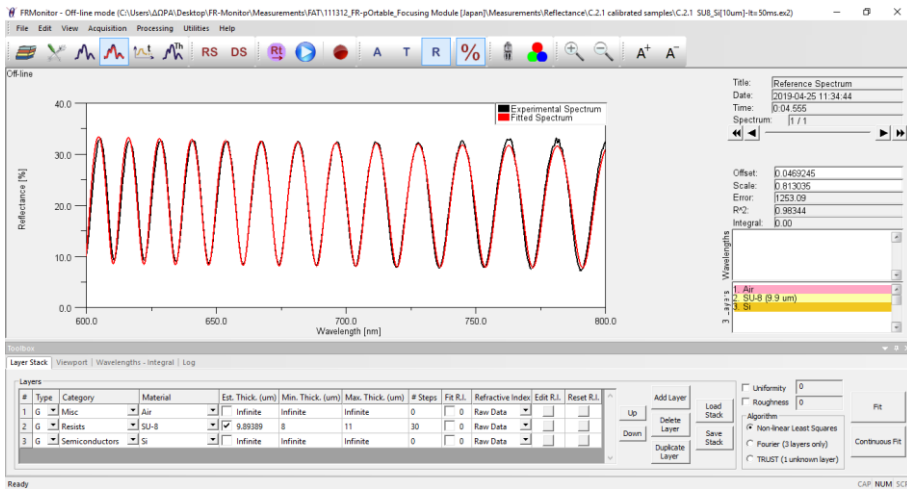 FRMonitor - Off-line mode (C:\Users\ΔΟΡΑ\Desktop\FR-Monitor\Measurements\FAT\111312_FR-pOrtable_Focusing Module [Japan]\Measurements\Reflectance\C.2.1 calibrated samples\C.2.1 SU8_Si[10um]-Ito 50ms.ex2)
File Edit View Acquisition Processing Utilities Help
Th RS DS Rt A T R % A+ A-
Off-line
Title: Reference Spectrum
Date: 2019-04-25 11:34:44
Time: 0:04.555
Spectrum: 1 / 1
Offset: 0.0469245
Scale: 0.813035
Error: 1253.09
R^2: 0.98344
Integral: 0.00
Wavelengths
3 Layers
1. Air
2. SU-8 (9.9 um)
3. Si
Experimental Spectrum
Fitted Spectrum
Reflectance [%]
40.0
30.0
20.0
10.0
0.0
600.0 650.0 700.0 750.0 800.0
Wavelength [nm]
Toolbox
Layer Stack Viewport Wavelengths - Integral Log
Layers
# Type Category Material Est. Thick. (um) Min. Thick. (um) Max. Thick. (um) # Steps Fit R.I. Refractive Index Edit R.I. Reset R.I.
1 G Misc Air Infinite Infinite Infinite 0 Raw Data
2 G Resists SU-8 9.89389 8 11 30 0 Raw Data
3 G Semiconductors Si Infinite Infinite Infinite 0 Raw Data
Up
Down
Add Layer
Delete Layer
Duplicate Layer
Load Stack
Save Stack
Uniformity 0
Roughness 0
Algorithm
Non-linear Least Squares
Fourier (3 layers only)
TRUST (1 unknown layer)
Fit
Continuous Fit
Ready
CAP NUM SCR